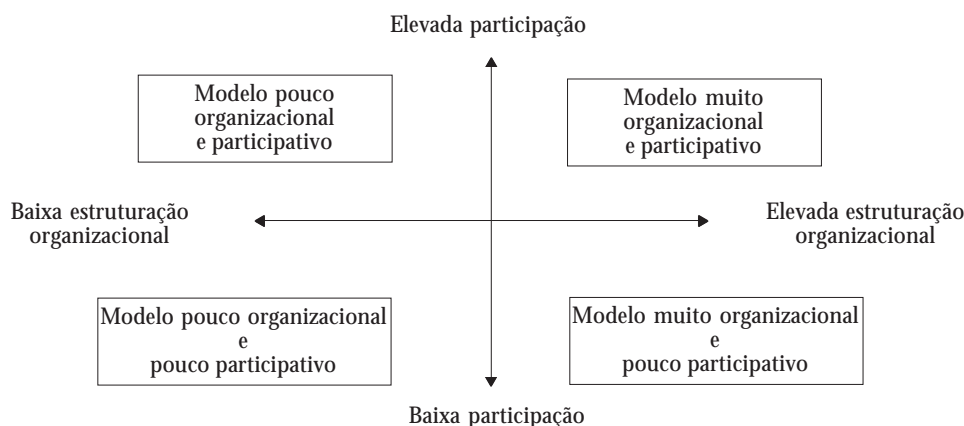 Elevada participação
Modelo pouco
organizacional
e participativo
Modelo muito
organizacional
e participativo
Baixa estruturação
organizacional
Elevada estruturação
organizacional
Modelo pouco organizacional
e
pouco participativo
Modelo muito organizacional
e
pouco participativo
Baixa participação